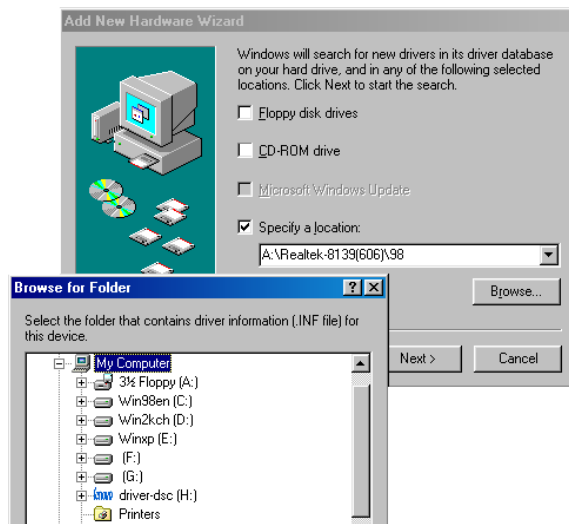 Add New Hardware Wizard
Windows will search for new drivers in its driver database
on your hard drive, and in any of the following selected
locations. Click Next to start the search.
Floppy disk drives
CD-ROM drive
Microsoft Windows Update
Specify a location:
A:\Realtek-8139(606)\98
Browse...
Next >
Cancel
Browse for Folder
Select the folder that contains driver information (.INF file) for
this device.
My Computer
3½ Floppy (A:)
Win98en (C:)
Win2kch (D:)
Winxp (E:)
(F:)
(G:)
driver-dsc (H:)
Printers